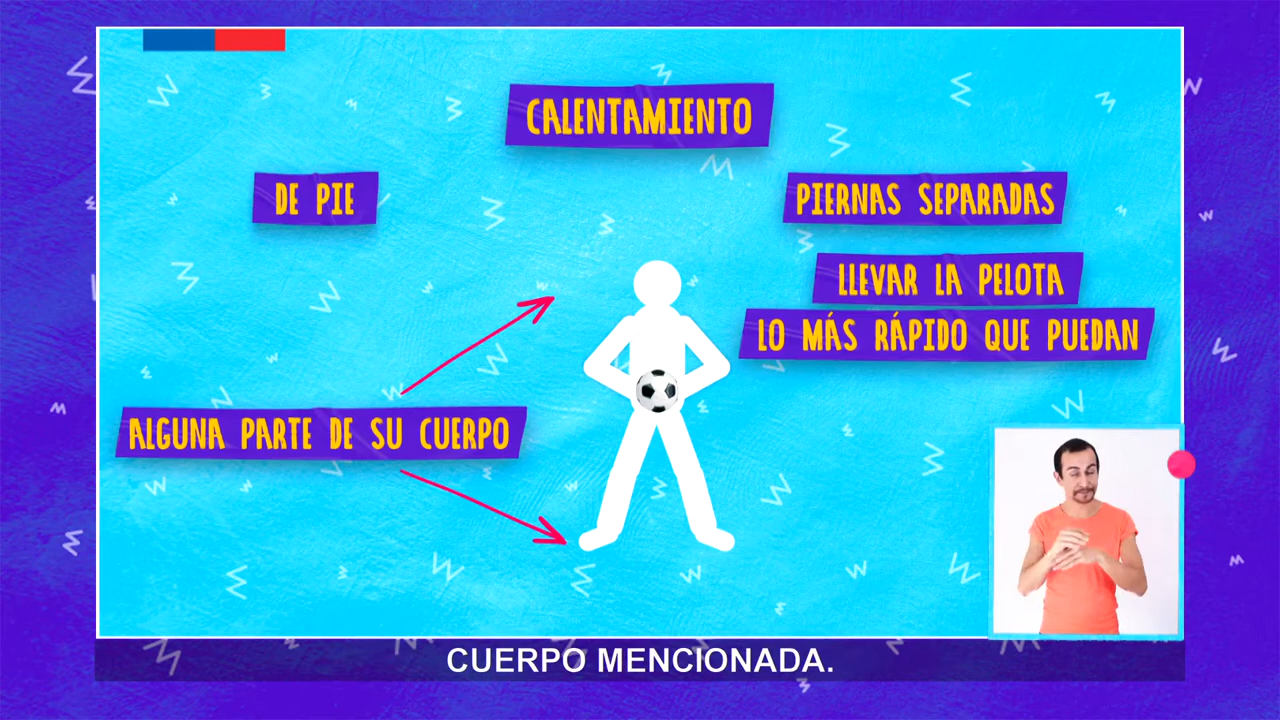 CALENTAMIENTO
DE PIE
PIERNAS SEPARADAS
LLEVAR LA PELOTA
LO MÁS RÁPIDO QUE PUEDAN
ALGUNA PARTE DE SU CUERPO
CUERPO MENCIONADA.